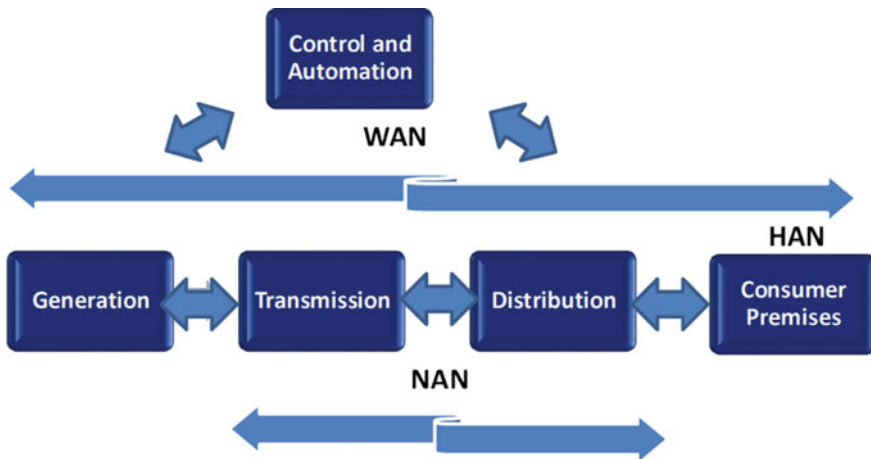 Control and
Automation
WAN
HAN
Generation
Transmission
Distribution
Consumer
Premises
NAN